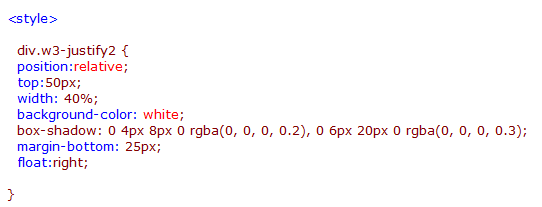 <style>
div.w3-justify2 {
position:relative;
top:50px;
width: 40%;
background-color: white;
box-shadow: 0 4px 8px 0 rgba(0, 0, 0, 0.2), 0 6px 20px 0 rgba(0, 0, 0, 0.3);
margin-bottom: 25px;
float:right;
}